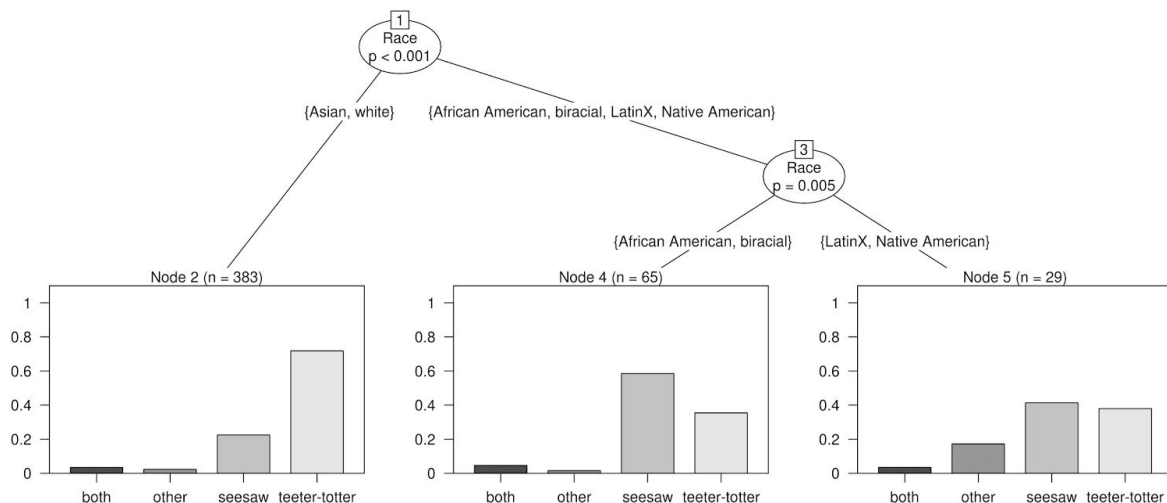 1
Race
p < 0.001
{Asian, white}
{African American, biracial, LatinX, Native American}
3
Race
p = 0.005
{African American, biracial}
{LatinX, Native American}
Node 2 (n = 383)
1
0.8
0.6
0.4
0.2
0
both other seesaw teeter-totter
Node 4 (n = 65)
1
0.8
0.6
0.4
0.2
0
both other seesaw teeter-totter
Node 5 (n = 29)
1
0.8
0.6
0.4
0.2
0
both other seesaw teeter-totter